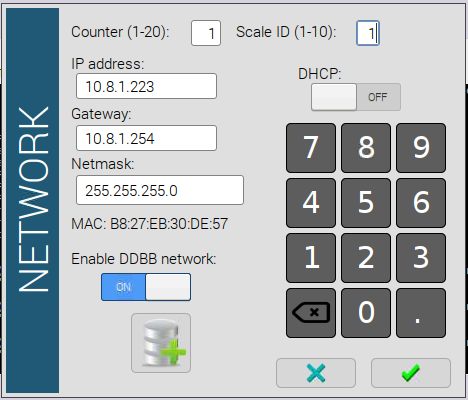 NETWORK
Counter (1-20): 1 Scale ID (1-10): 1
IP address:
10.8.1.223
DHCP:
OFF
Gateway:
10.8.1.254
Netmask:
255.255.255.0
MAC: B8:27:EB:30:DE:57
Enable DDBB network:
ON
7 8 9
4 5 6
1 2 3
0 .